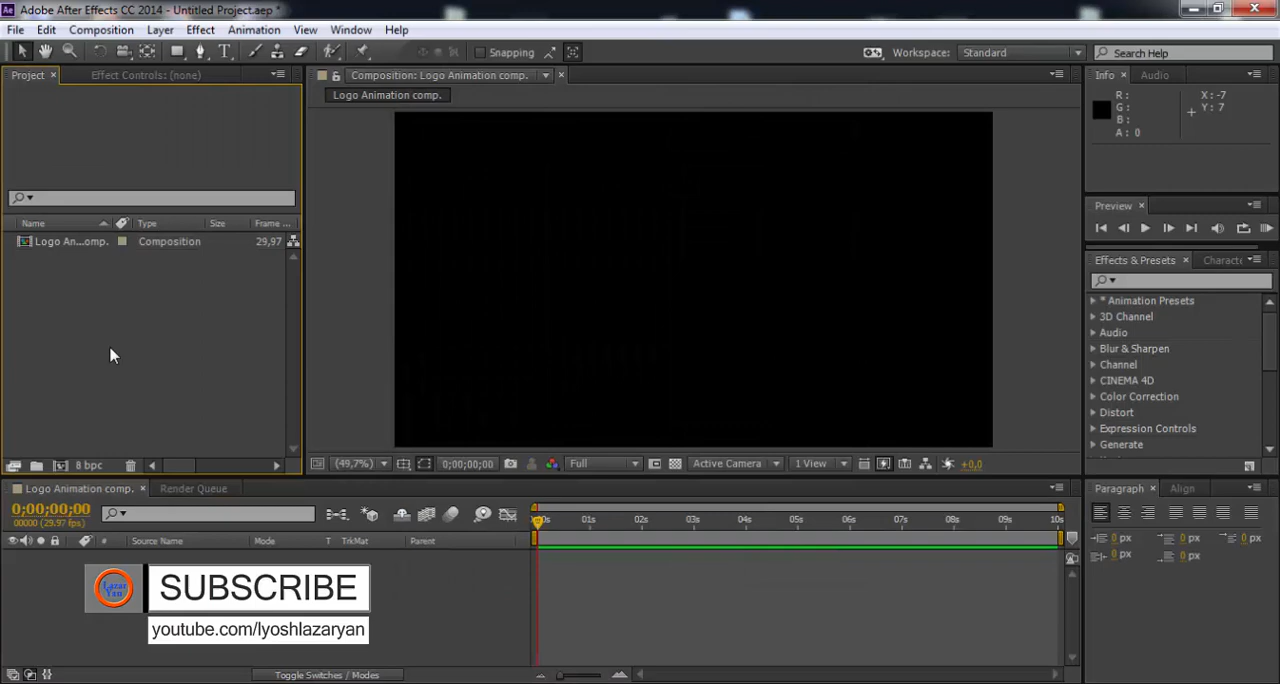 Adobe After Effects CC 2014 - Untitled Project.aep *
File Edit Composition Layer Effect Animation View Window Help
Snapping
Workspace: Standard
Search Help
Project
Effect Controls: (none)
Composition: Logo Animation comp.
Info
Audio
Logo Animation comp.
R :
G :
B :
A : 0
X: -7
Y: 7
Preview
Name Type Size Frame ...
Logo An...omp. Composition 29,97
Effects & Presets
Charact
* Animation Presets
3D Channel
Audio
Blur & Sharpen
Channel
CINEMA 4D
Color Correction
Distort
Expression Controls
Generate
8 bpc
(49,7%)
0;00;00;00
Full
Active Camera
1 View
+0,0
Logo Animation comp.
Render Queue
Paragraph
Align
0;00;00;00
00000 (29.97 fps)
01s 02s 03s 04s 05s 06s 07s 08s 09s 10s
0 px 0 px 0 px
0 px 0 px
# Source Name Mode T TrkMat Parent
Lazar
Yan
SUBSCRIBE
youtube.com/lyoshlazaryan
Toggle Switches / Modes